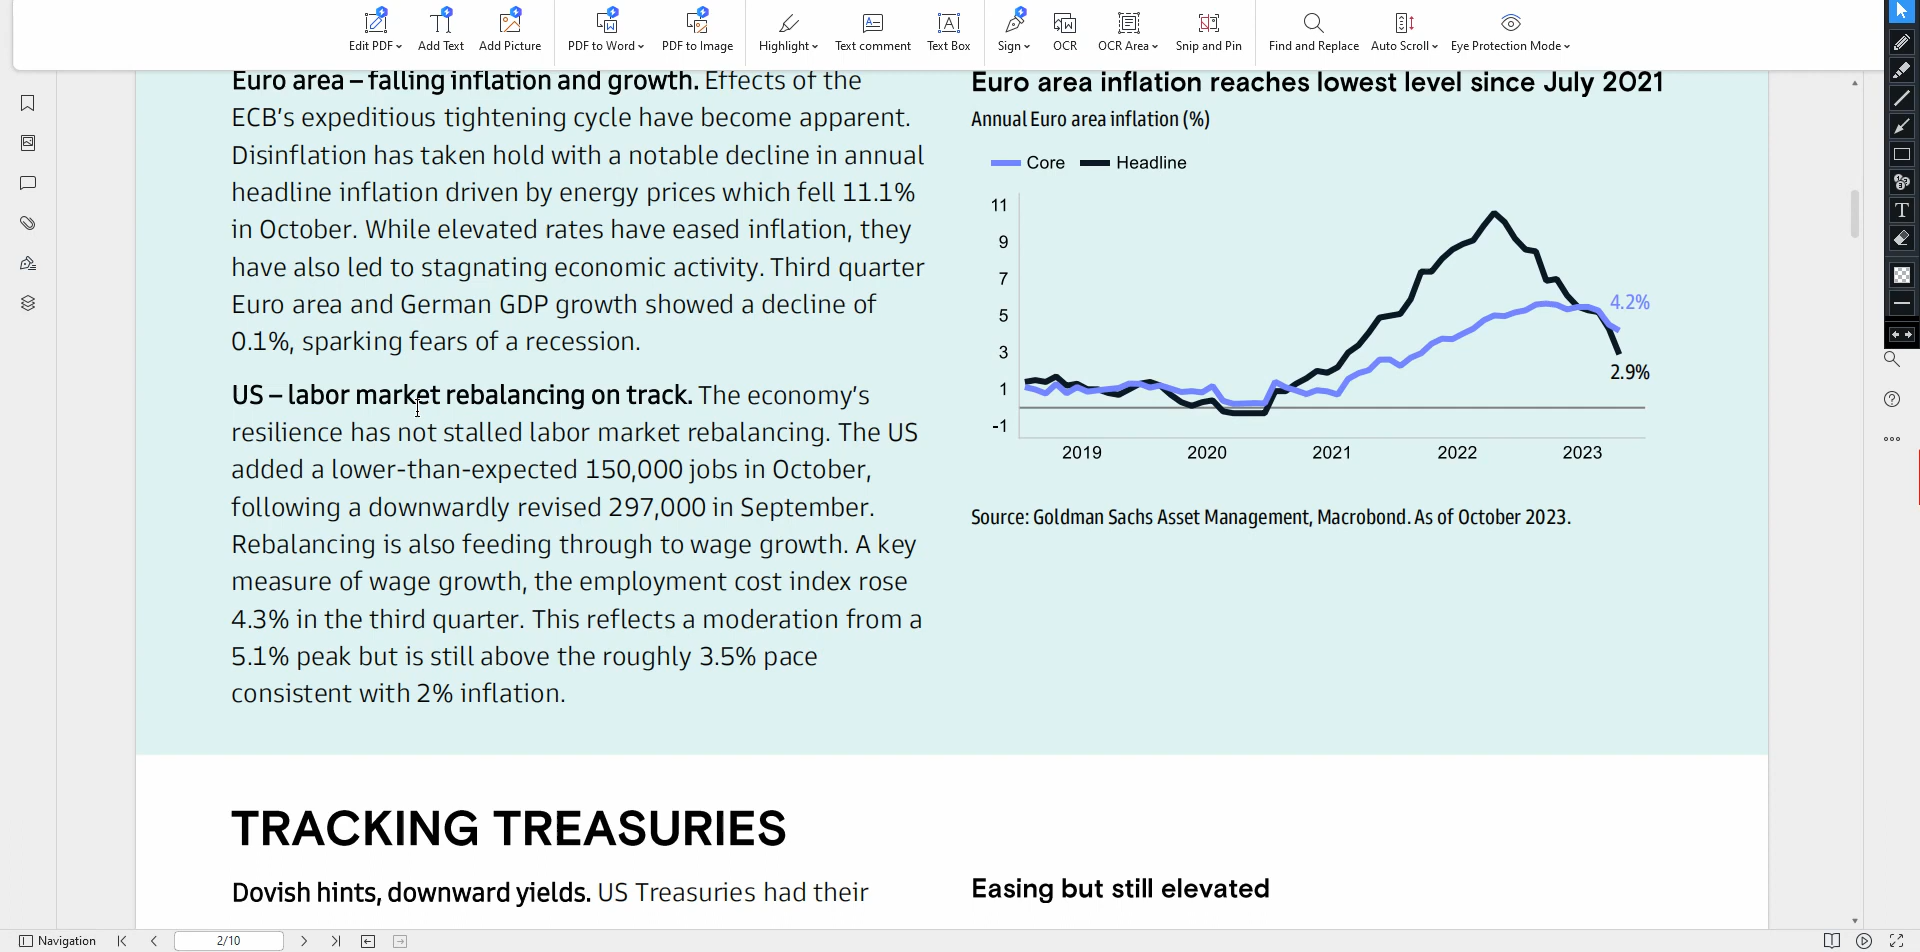 Edit PDF
Add Text
Add Picture
PDF to Word
PDF to Image
Highlight
Text comment
Text Box
Sign
OCR
OCR Area
Snip and Pin
Find and Replace
Auto Scroll
Eye Protection Mode
Euro area – falling inflation and growth. Effects of the
ECB's expeditious tightening cycle have become apparent.
Disinflation has taken hold with a notable decline in annual
headline inflation driven by energy prices which fell 11.1%
in October. While elevated rates have eased inflation, they
have also led to stagnating economic activity. Third quarter
Euro area and German GDP growth showed a decline of
0.1%, sparking fears of a recession.
US – labor market rebalancing on track. The economy's
resilience has not stalled labor market rebalancing. The US
added a lower-than-expected 150,000 jobs in October,
following a downwardly revised 297,000 in September.
Rebalancing is also feeding through to wage growth. A key
measure of wage growth, the employment cost index rose
4.3% in the third quarter. This reflects a moderation from a
5.1% peak but is still above the roughly 3.5% pace
consistent with 2% inflation.
Euro area inflation reaches lowest level since July 2021
Annual Euro area inflation (%)
Core Headline
11
9
7
5
3
1
-1
4.2%
2.9%
2019 2020 2021 2022 2023
Source: Goldman Sachs Asset Management, Macrobond. As of October 2023.
TRACKING TREASURIES
Dovish hints, downward yields. US Treasuries had their
Easing but still elevated
Navigation
2/10
T